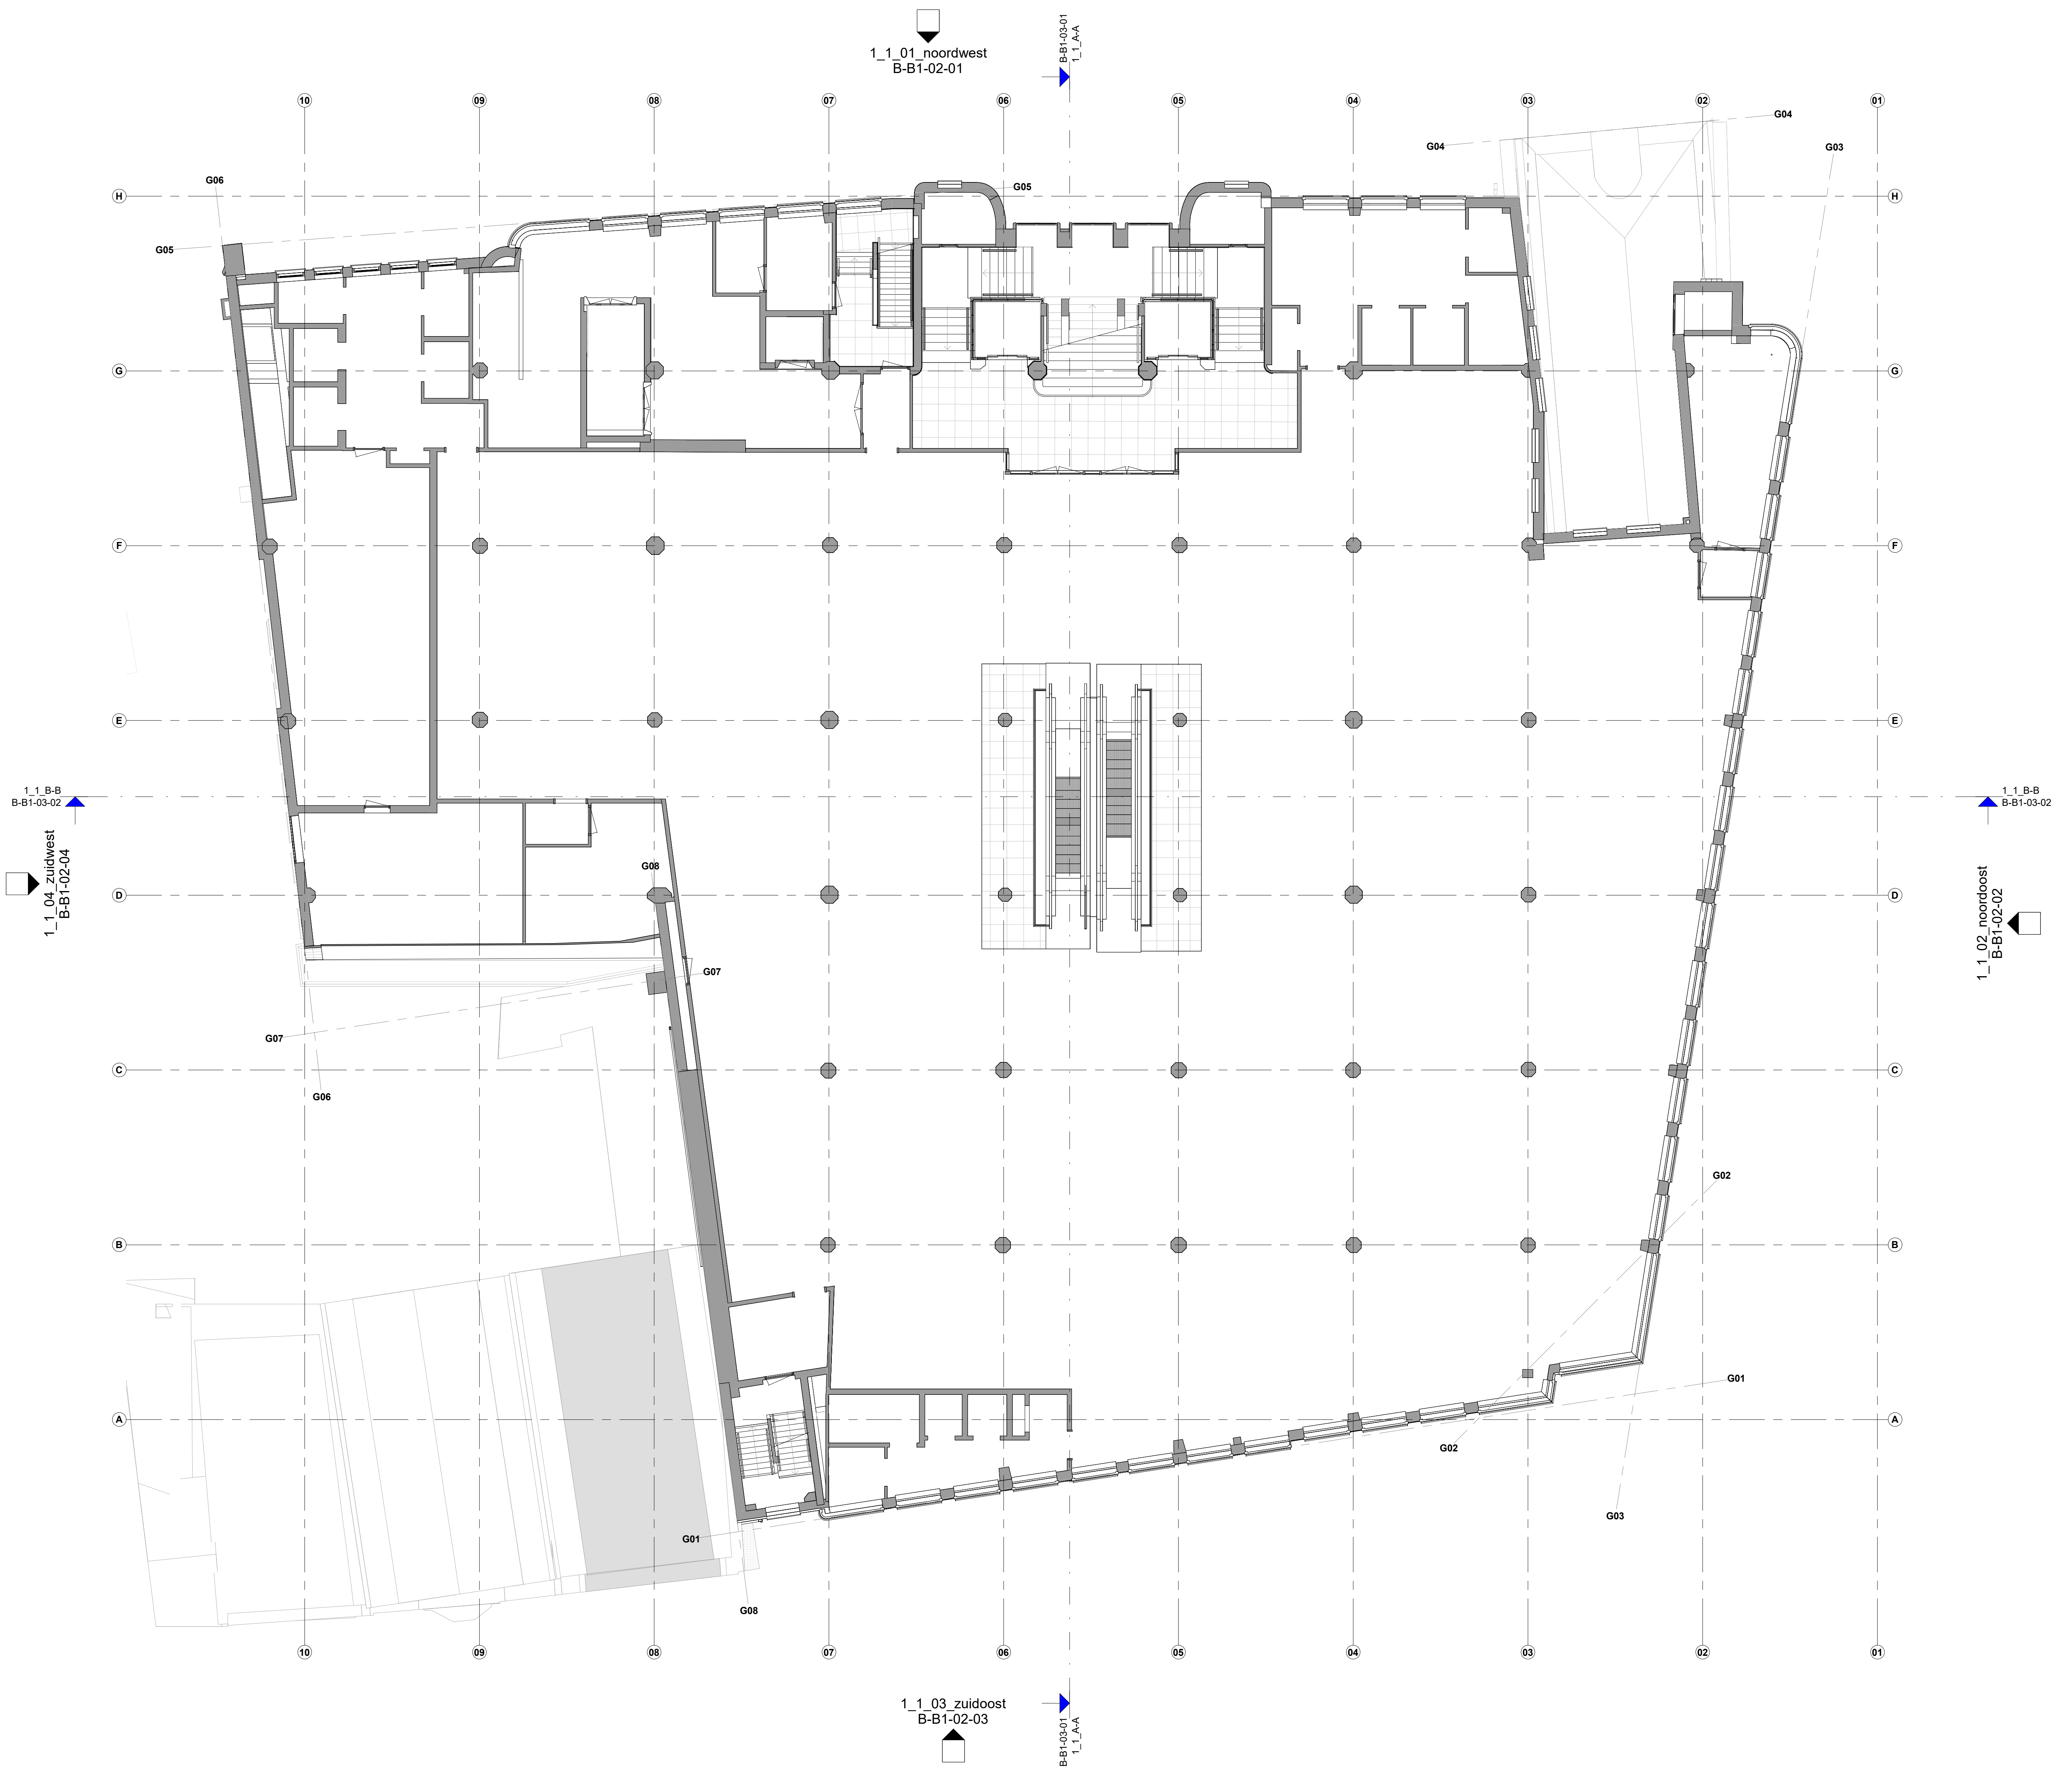 1_1_01_noordwest
B-B1-02-01
B-B1-03-01
1_1_A-A
10
09
08
07
06
05
04
03
02
01
G04
G04
G03
G06
G05
G05
H
H
G
G
F
F
E
E
1_1_B-B
B-B1-03-02
1_1_B-B
B-B1-03-02
1_1_04_zuidwest
B-B1-02-04
G08
D
D
1_1_02_noordoost
B-B1-02-02
G07
G07
C
C
G06
G02
B
B
G01
A
A
G02
G03
G01
G08
10
09
08
07
06
05
04
03
02
01
1_1_03_zuidoost
B-B1-02-03
B-B1-03-01
1_1_A-A